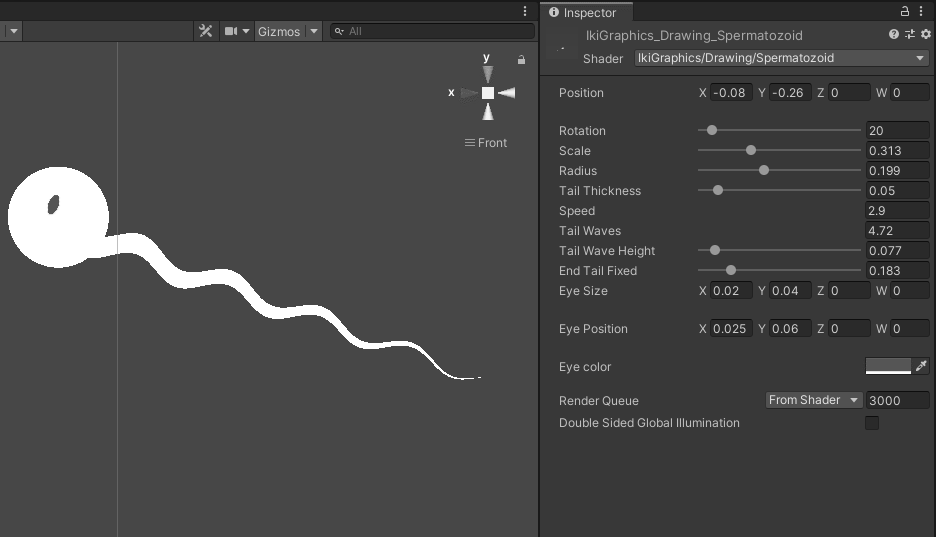 Inspector
Gizmos
All
IkiGraphics_Drawing_Spermatozoid
Shader
IkiGraphics/Drawing/Spermatozoid
y
x
Front
Position X -0.08 Y -0.26 Z 0 W 0
Rotation 20
Scale 0.313
Radius 0.199
Tail Thickness 0.05
Speed 2.9
Tail Waves 4.72
Tail Wave Height 0.077
End Tail Fixed 0.183
Eye Size X 0.02 Y 0.04 Z 0 W 0
Eye Position X 0.025 Y 0.06 Z 0 W 0
Eye color
Render Queue From Shader 3000
Double Sided Global Illumination